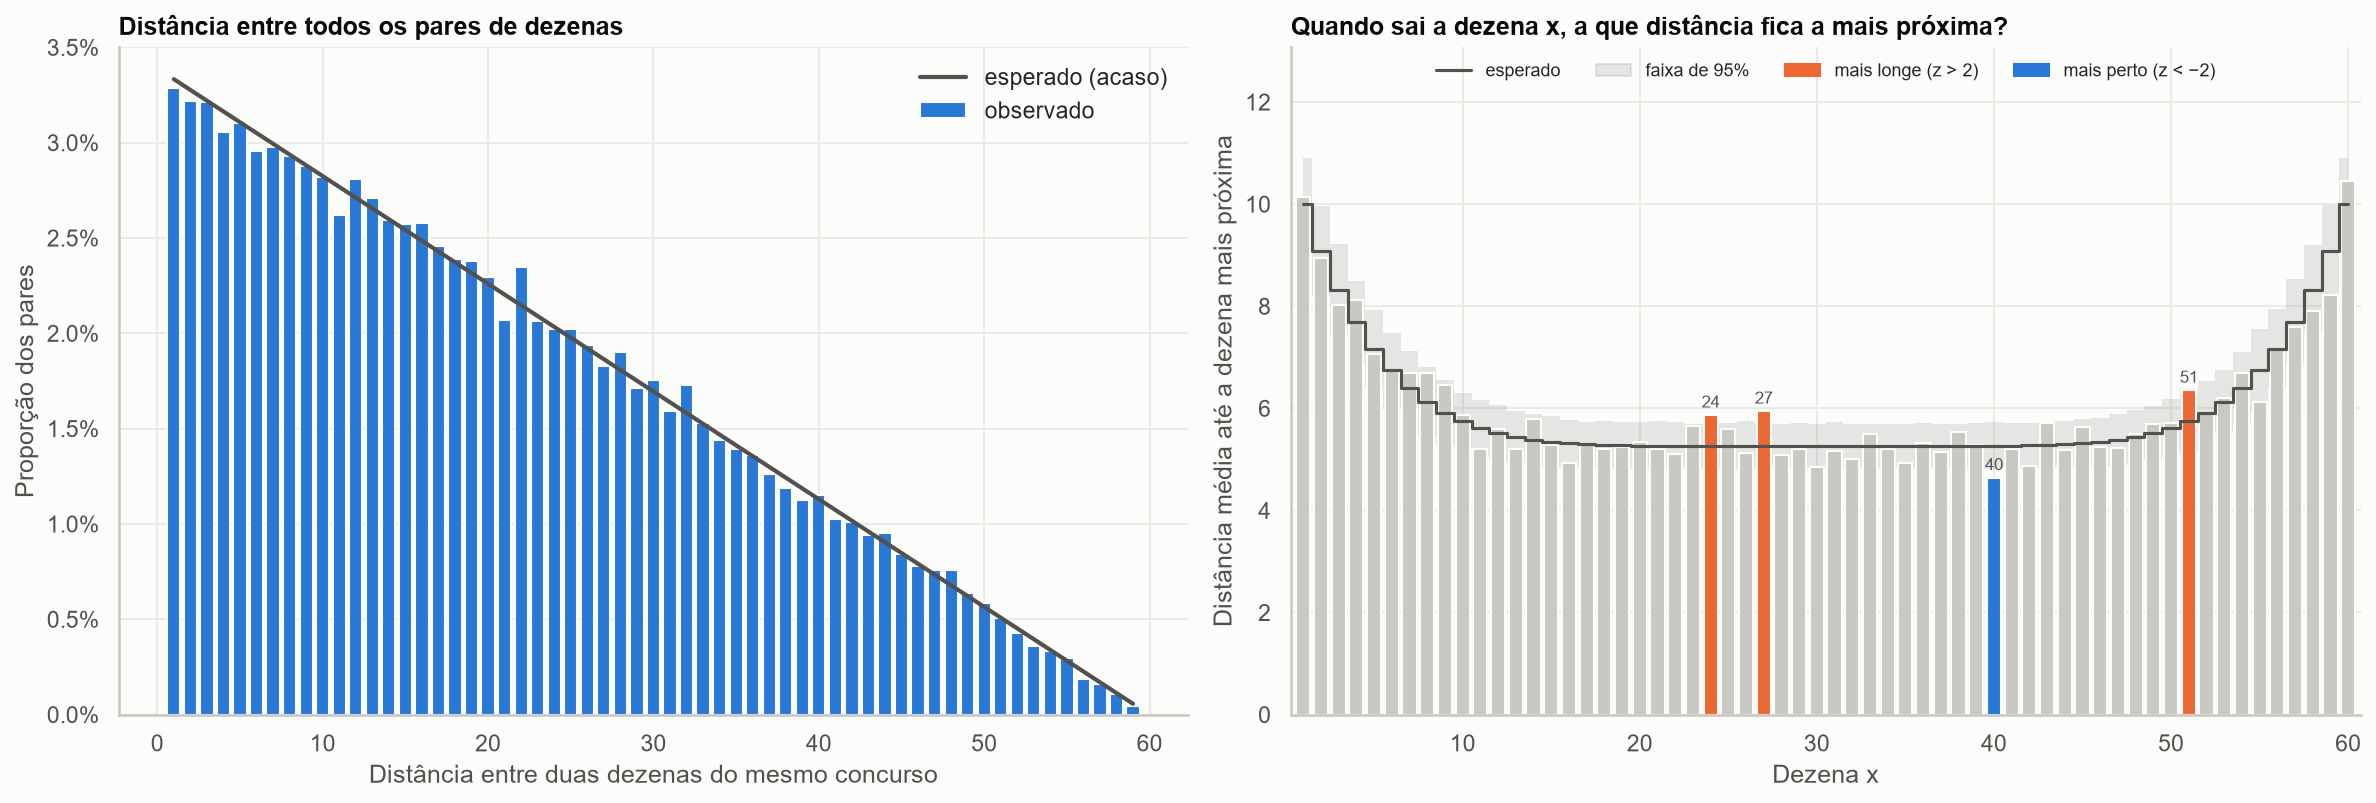 Distância entre todos os pares de dezenas
3.5%
3.0%
2.5%
2.0%
1.5%
1.0%
0.5%
0.0%
Proporção dos pares
esperado (acaso)
observado
0
10
20
30
40
50
60
Distância entre duas dezenas do mesmo concurso
Quando sai a dezena x, a que distância fica a mais próxima?
esperado
faixa de 95%
mais longe (z > 2)
mais perto (z < −2)
12
10
8
6
4
2
0
Distância média até a dezena mais próxima
24
27
40
51
10
20
30
40
50
60
Dezena x